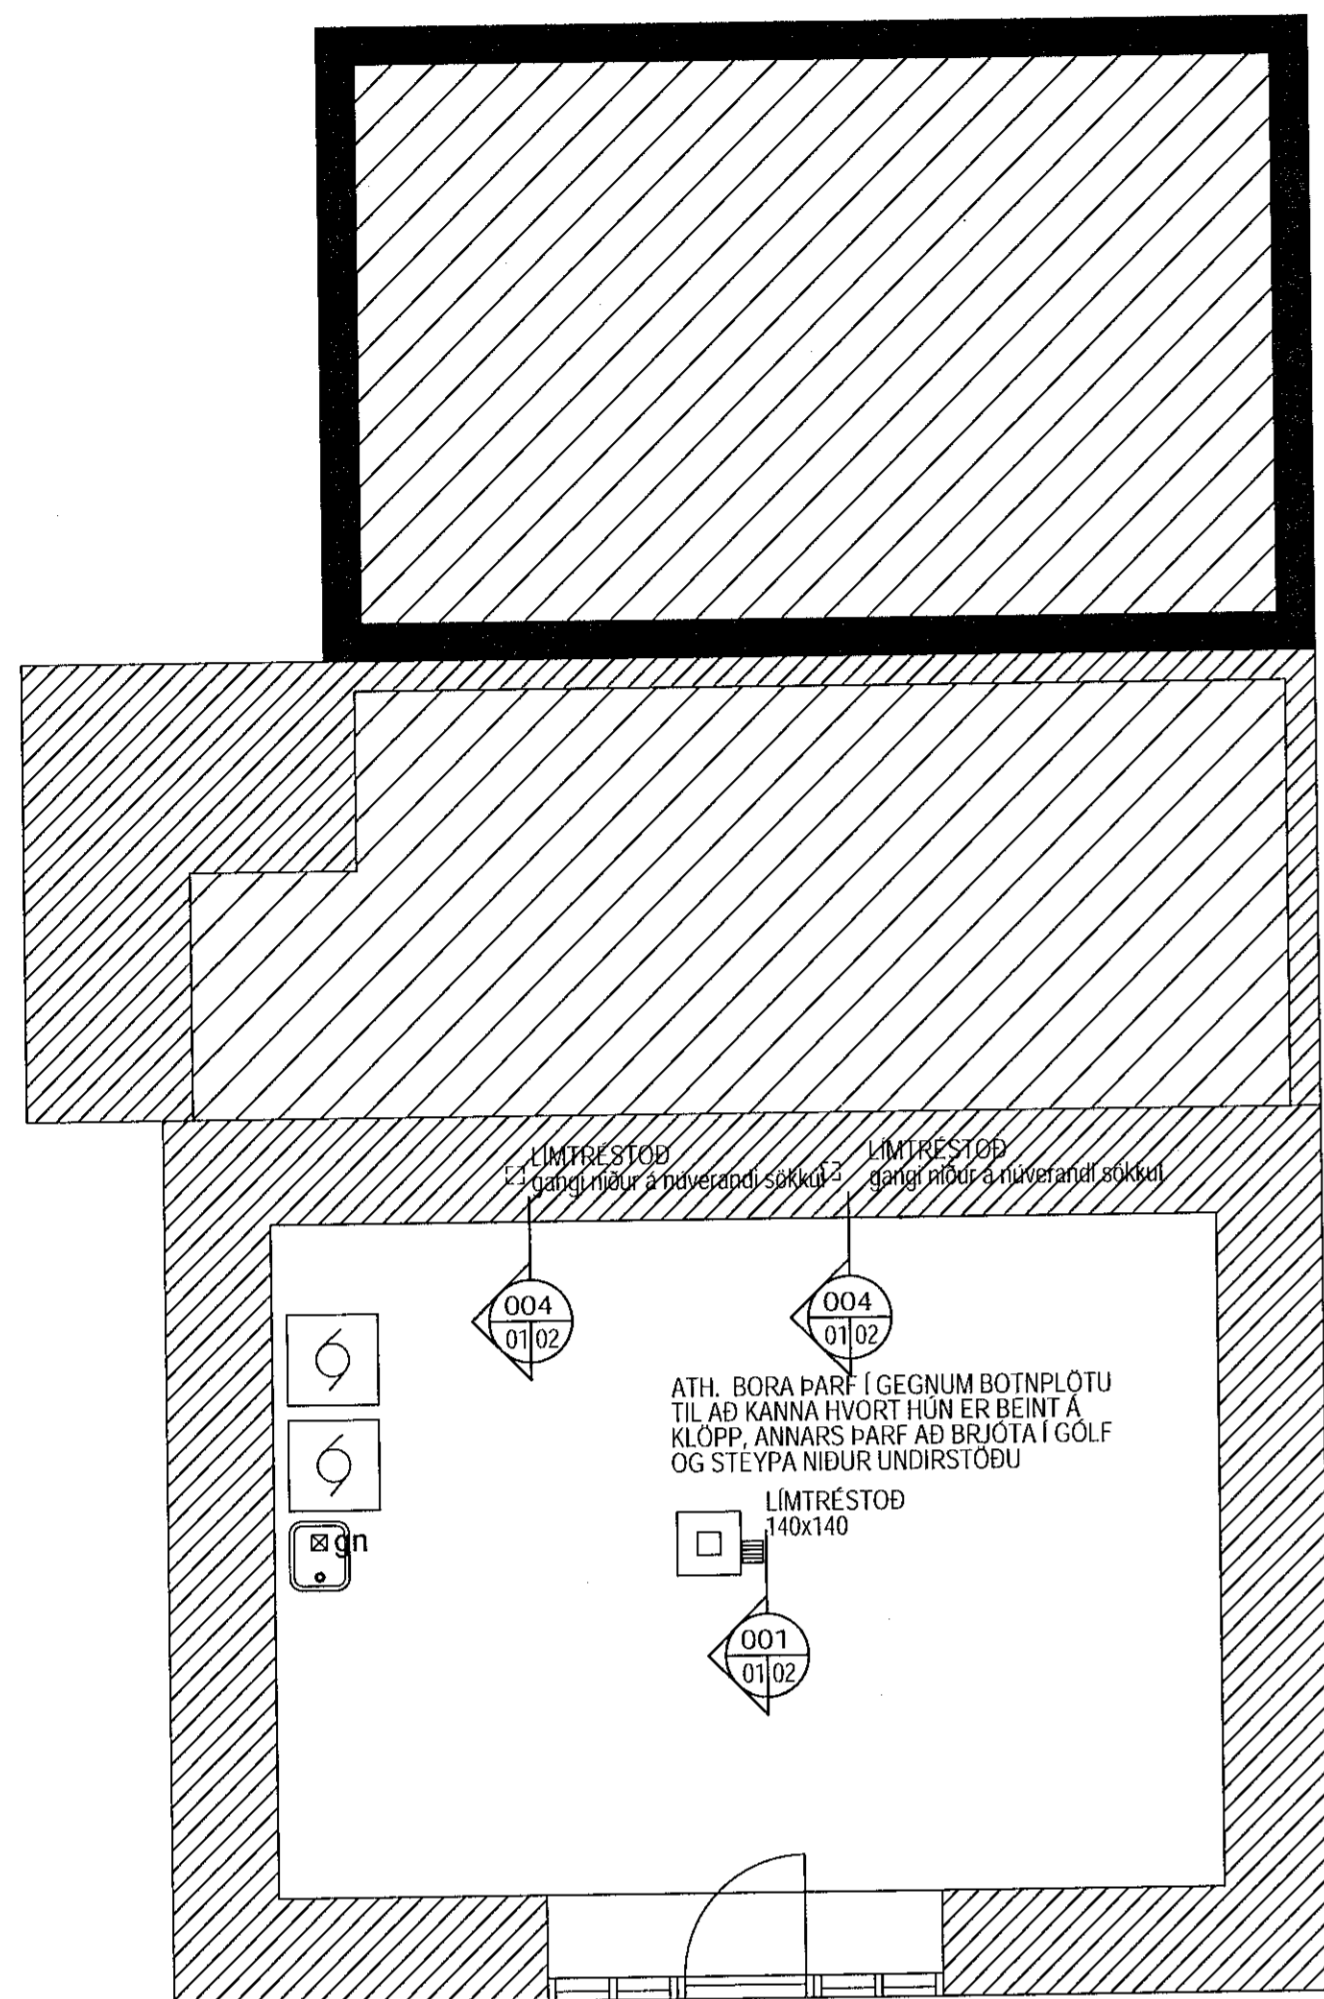 LÍMTRÉSTOÐ
gangi niður á núverandi sökkul
LÍMTRÉSTOÐ
gangi niður á núverandi sökkul
004
01 02
004
01 02
ATH. BORA ÞARF Í GEGNUM BOTNPLÖTU
TIL AÐ KANNA HVORT HÚN ER BEINT Á
KLÖPP, ANNARS ÞARF AÐ BRJÓTA Í GÓLF
OG STEYPA NIÐUR UNDIRSTÖÐU
LÍMTRÉSTOÐ
140x140
gn
001
01 02